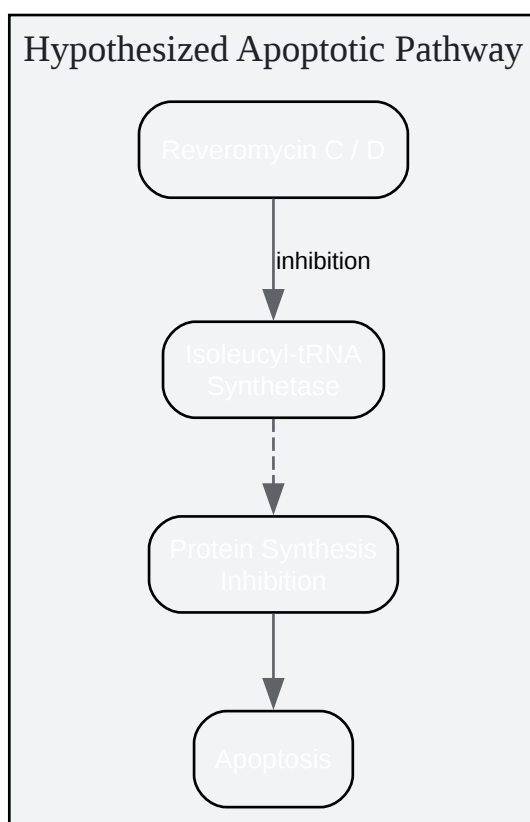 Hypothesized Apoptotic Pathway
Reveromycin C / D
inhibition
Isoleucyl-tRNA
Synthetase
Protein Synthesis
Inhibition
Apoptosis